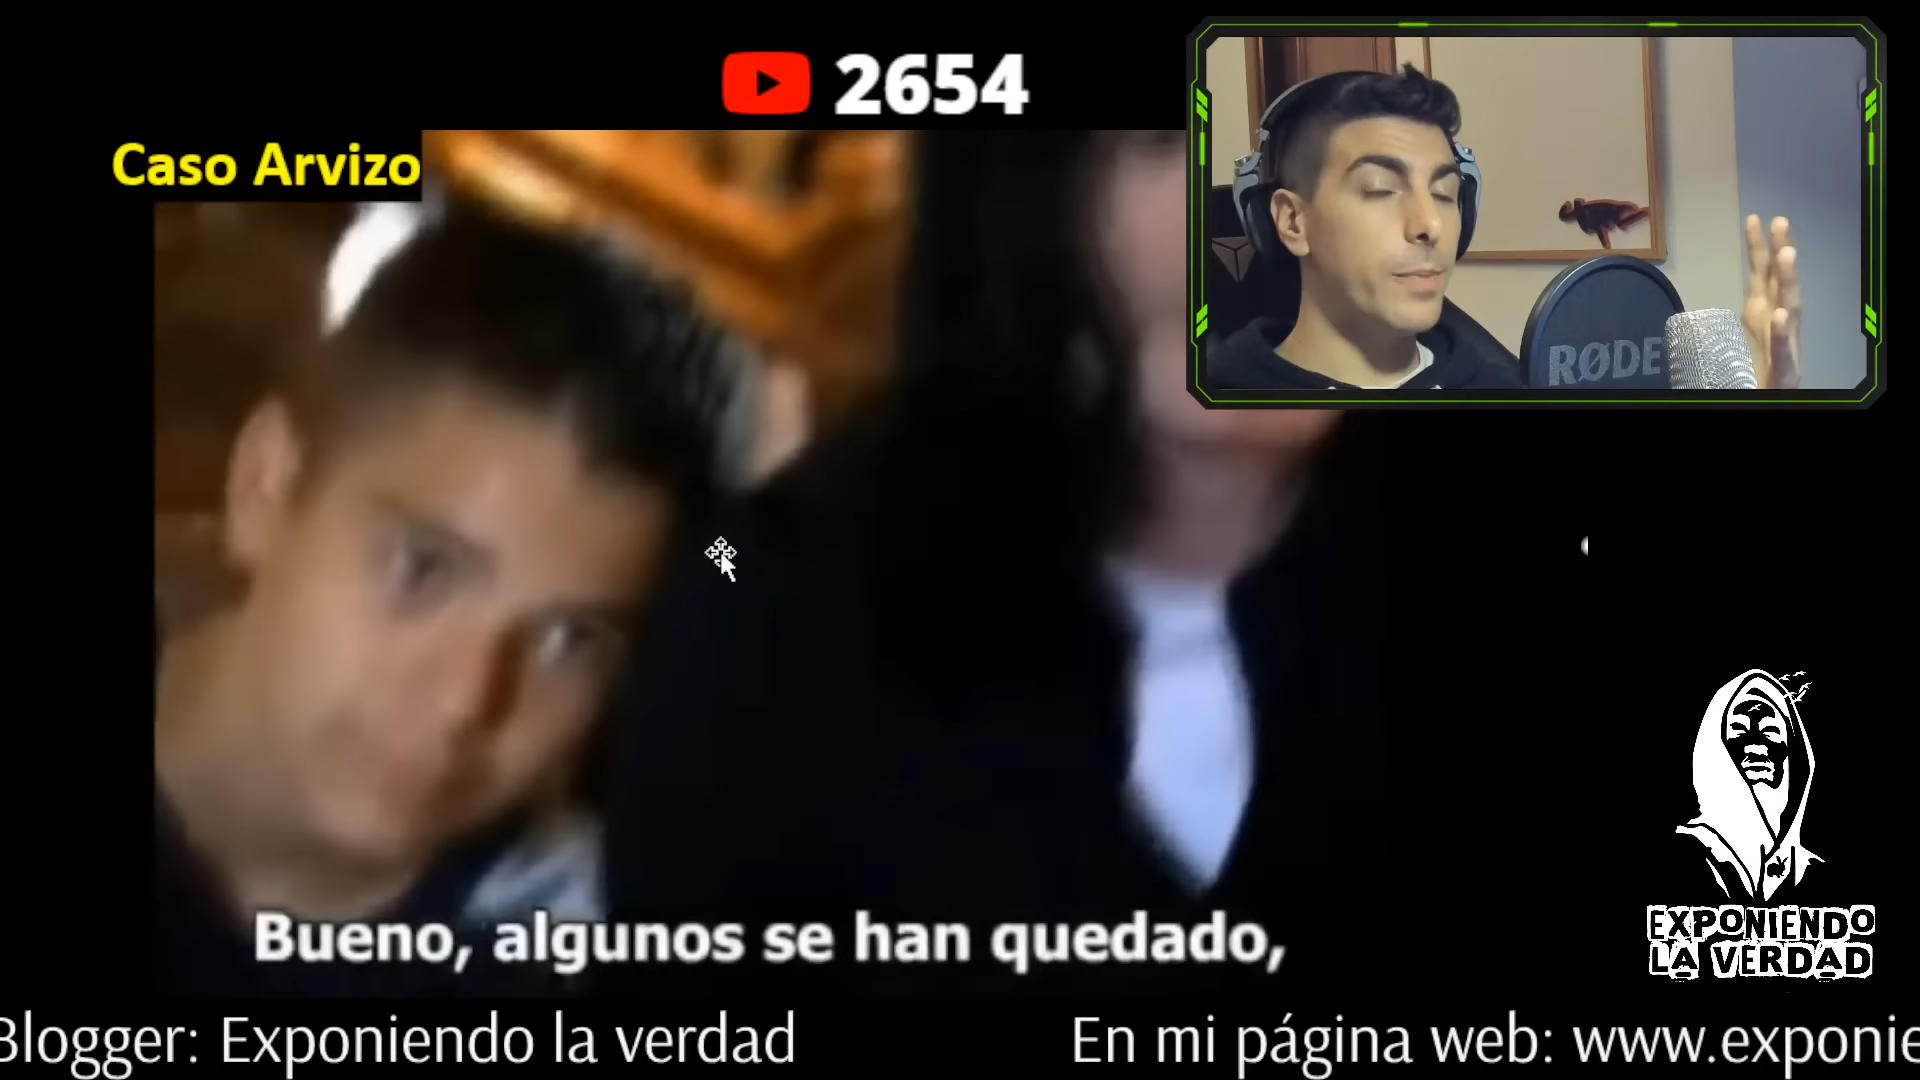 2654
Caso Arvizo
RØDE
Bueno, algunos se han quedado,
EXPONIENDO
LA VERDAD
Blogger: Exponiendo la verdad
En mi página web: www.exponie